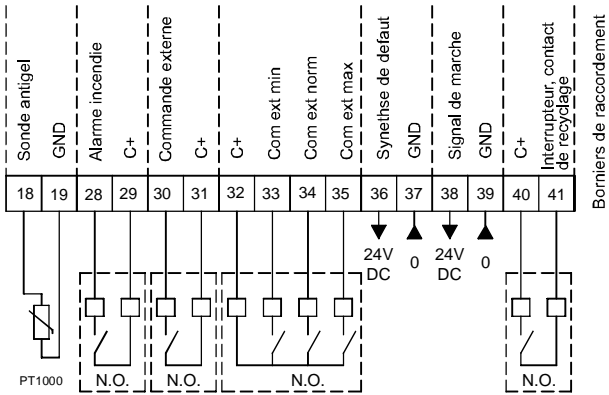 Sonde antigel
GND
Alarme incendie
C+
Commande externe
C+
C+
Com ext min
Com ext norm
Com ext max
Synethse de defaut
GND
Signal de marche
GND
C+
Interrupteur, contact
de recyclage
Borniers de raccordement
18 19 28 29 30 31 32 33 34 35 36 37 38 39 40 41
24V
DC
0
24V
DC
0
PT1000
N.O.
N.O.
N.O.
N.O.